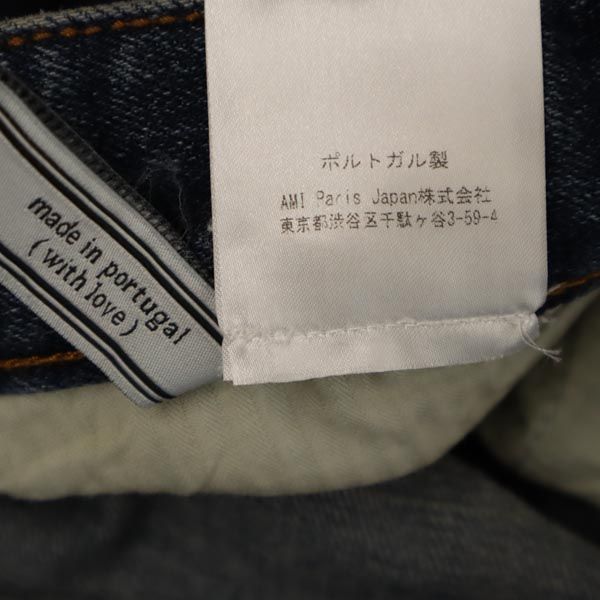 ポルトガル製
AMI Paris Japan株式会社
東京都渋谷区千駄ヶ谷3-59-4
made in portugal
(with love)